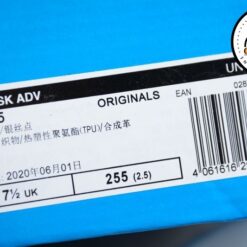 SK ADV
ORIGINALS
UN
5
EAN
028
/银丝点
织物/热塑性聚氨酯(TPU)/合成革
: 2020年06月01日
7½ UK
255 (2.5)
4 061616 2